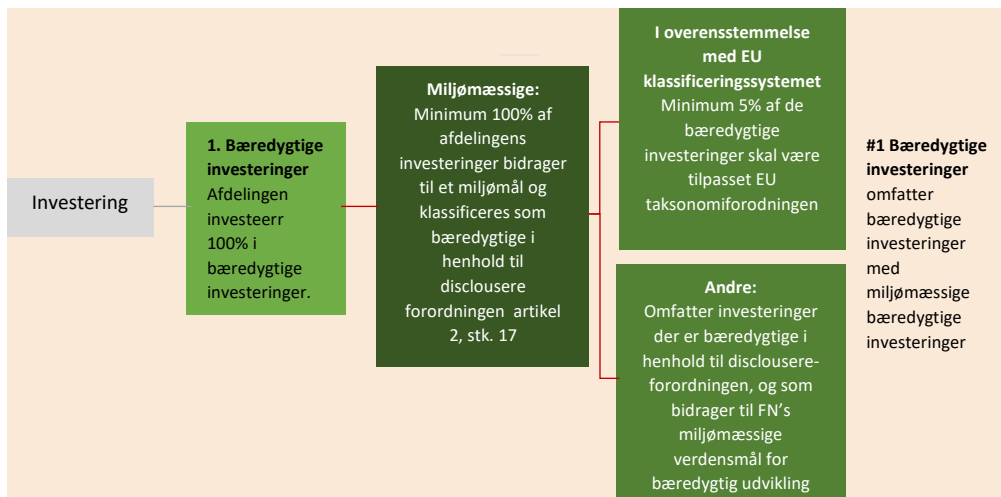 Investering
1. Bæredygtige
investeringer
Afdelingen
investeerr
100% i
bæredygtige
investeringer.
Miljømæssige:
Minimum 100% af
afdelingens
investeringer bidrager
til et miljømål og
klassificeres som
bæredygtige i
henhold til
disclousere
forordningen artikel
2, stk. 17
I overensstemmelse
med EU
klassificeringssystemet
Minimum 5% af de
bæredygtige
investeringer skal være
tilpasset EU
taksonomiforodningen
Andre:
Omfatter investeringer
der er bæredygtige i
henhold til disclousere-
forordningen, og som
bidrager til FN's
miljømæssige
verdensmål for
bæredygtig udvikling
#1 Bæredygtige
investeringer
omfatter
bæredygtige
investeringer
med
miljømæssige
bæredygtige
investeringer